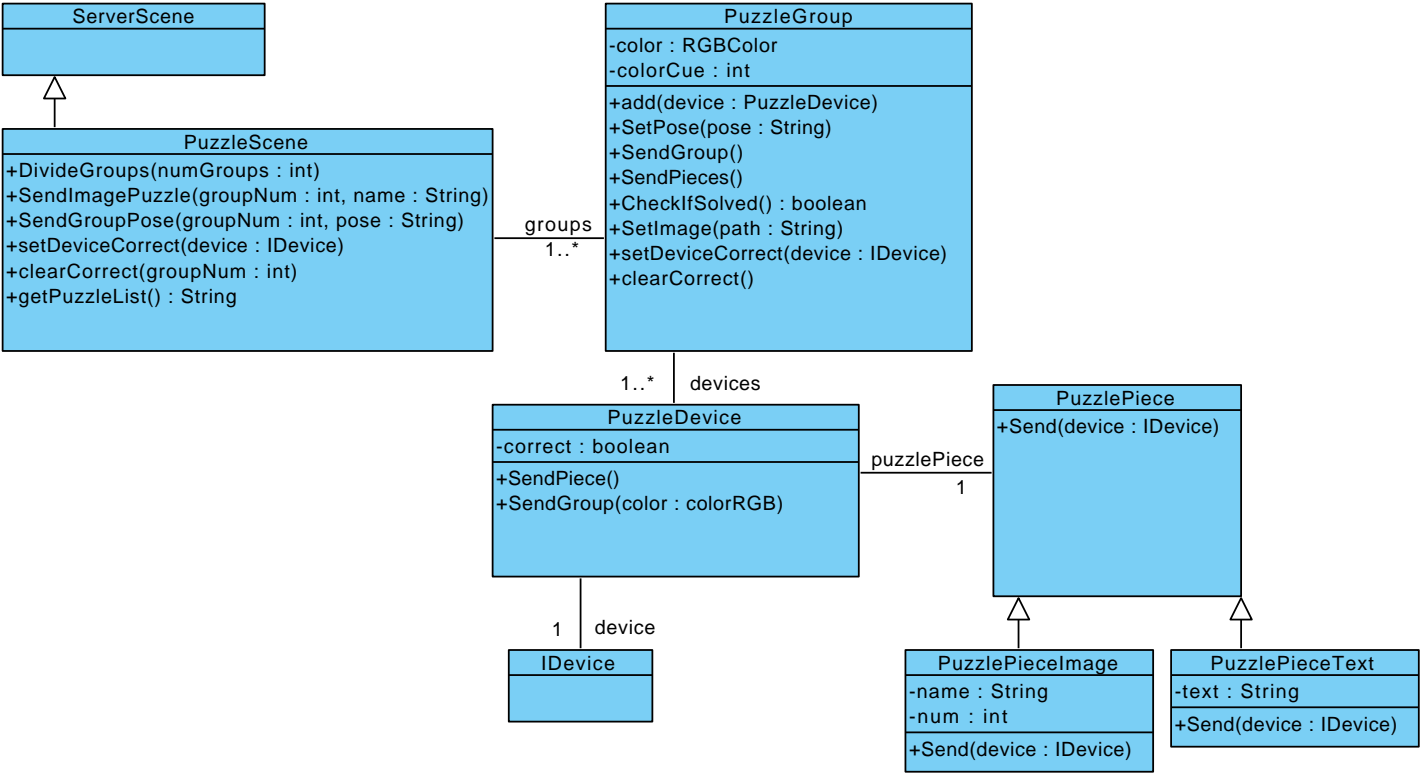 ServerScene
PuzzleScene
+DivideGroups(numGroups : int)
+SendImagePuzzle(groupNum : int, name : String)
+SendGroupPose(groupNum : int, pose : String)
+setDeviceCorrect(device : IDevice)
+clearCorrect(groupNum : int)
+getPuzzleList() : String
groups
1..*
PuzzleGroup
-color : RGBColor
-colorCue : int
+add(device : PuzzleDevice)
+SetPose(pose : String)
+SendGroup()
+SendPieces()
+CheckIfSolved() : boolean
+SetImage(path : String)
+setDeviceCorrect(device : IDevice)
+clearCorrect()
1..* devices
PuzzleDevice
-correct : boolean
+SendPiece()
+SendGroup(color : colorRGB)
puzzlePiece
1
PuzzlePiece
+Send(device : IDevice)
1 device
IDevice
PuzzlePieceImage
-name : String
-num : int
+Send(device : IDevice)
PuzzlePieceText
-text : String
+Send(device : IDevice)